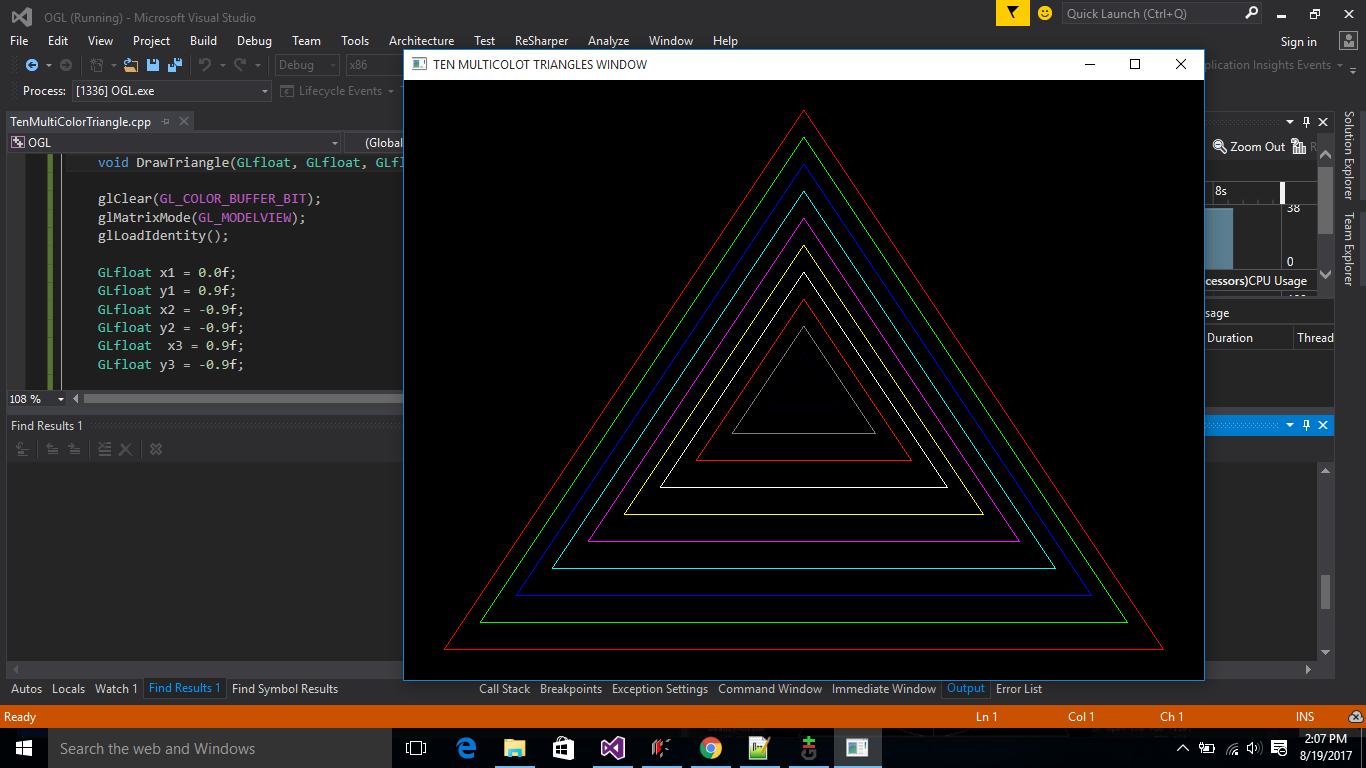 OGL (Running) - Microsoft Visual Studio
Quick Launch (Ctrl+Q)
File Edit View Project Build Debug Team Tools Architecture Test ReSharper Analyze Window Help
Sign in
Debug x86
plication Insights Events
Process: [1336] OGL.exe Lifecycle Events
TEN MULTICOLOT TRIANGLES WINDOW
TenMultiColorTriangle.cpp
OGL (Global
void DrawTriangle(GLfloat, GLfloat, GLfl
glClear(GL_COLOR_BUFFER_BIT);
glMatrixMode(GL_MODELVIEW);
glLoadIdentity();
GLfloat x1 = 0.0f;
GLfloat y1 = 0.9f;
GLfloat x2 = -0.9f;
GLfloat y2 = -0.9f;
GLfloat  x3 = 0.9f;
GLfloat y3 = -0.9f;
108 %
Zoom Out R
8s
38
0
cessors)CPU Usage
sage
Duration Thread
Solution Explorer
Team Explorer
Find Results 1
Autos Locals Watch 1 Find Results 1 Find Symbol Results
Call Stack Breakpoints Exception Settings Command Window Immediate Window Output Error List
Ready Ln 1 Col 1 Ch 1 INS
Search the web and Windows
2:07 PM
8/19/2017